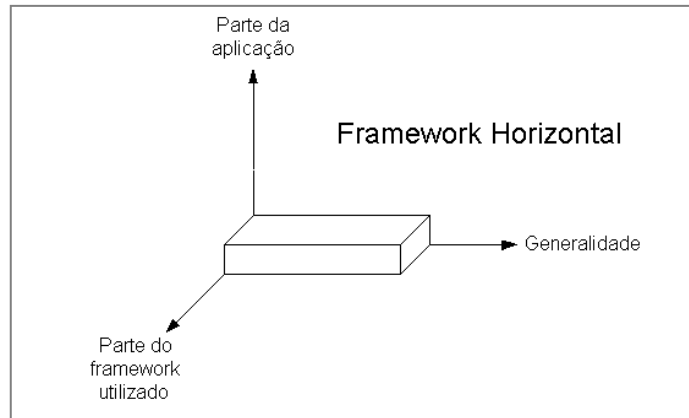 Parte da
aplicação
Framework Horizontal
Generalidade
Parte do
framework
utilizado